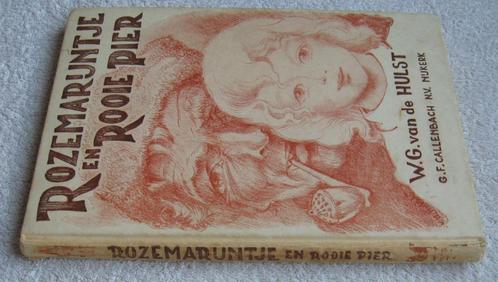 ROZEMARIJNTJE
EN ROOIE PIER
W.G. van de HULST
G.F. CALLENBACH N.V. NIJKERK
ROZEMARIJNTJE EN ROOIE PIER